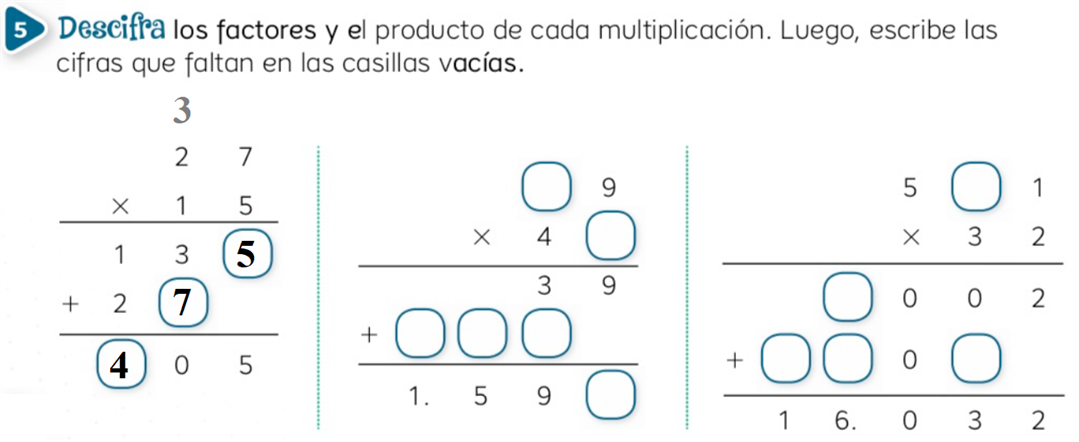 5 Descifra los factores y el producto de cada multiplicación. Luego, escribe las
cifras que faltan en las casillas vacías.
3
2 7
× 1 5
1 3 5
+ 2 7
4 0 5
9
× 4
3 9
+
1. 5 9
5 1
× 3 2
0 0 2
+ 0
1 6. 0 3 2